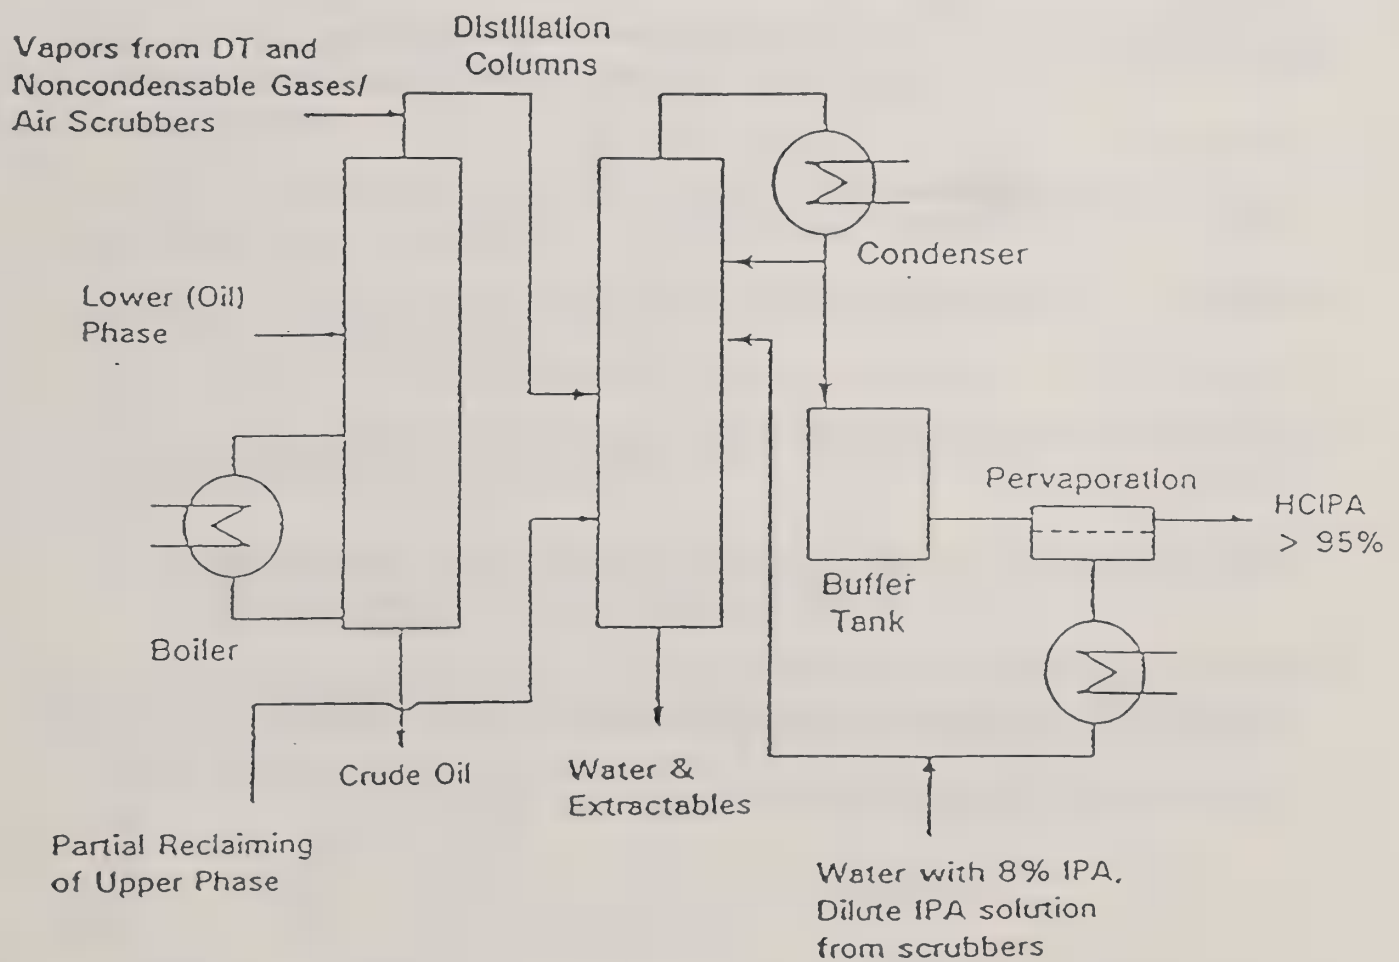 Distillation
Columns
Vapors from DT and
Noncondensable Gases/
Air Scrubbers
Condenser
Lower (Oil)
Phase
Pervaporation
HCIPA
> 95%
Buffer
Tank
Boiler
Crude Oil
Water &
Extractables
Partial Reclaiming
of Upper Phase
Water with 8% IPA,
Dilute IPA solution
from scrubbers